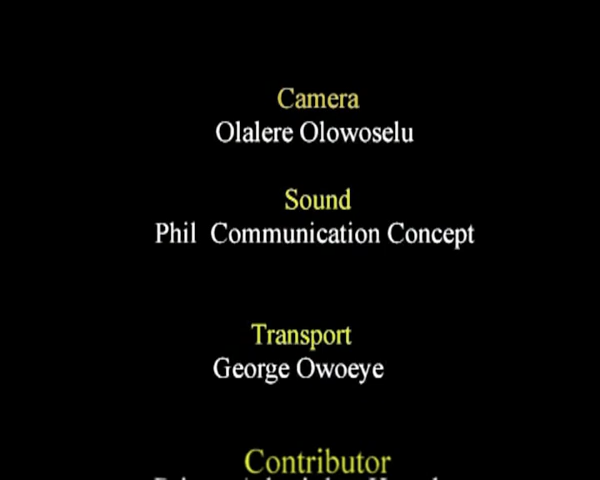 Camera
Olalere Olowoselu
Sound
Phil Communication Concept
Transport
George Owoeye
Contributor